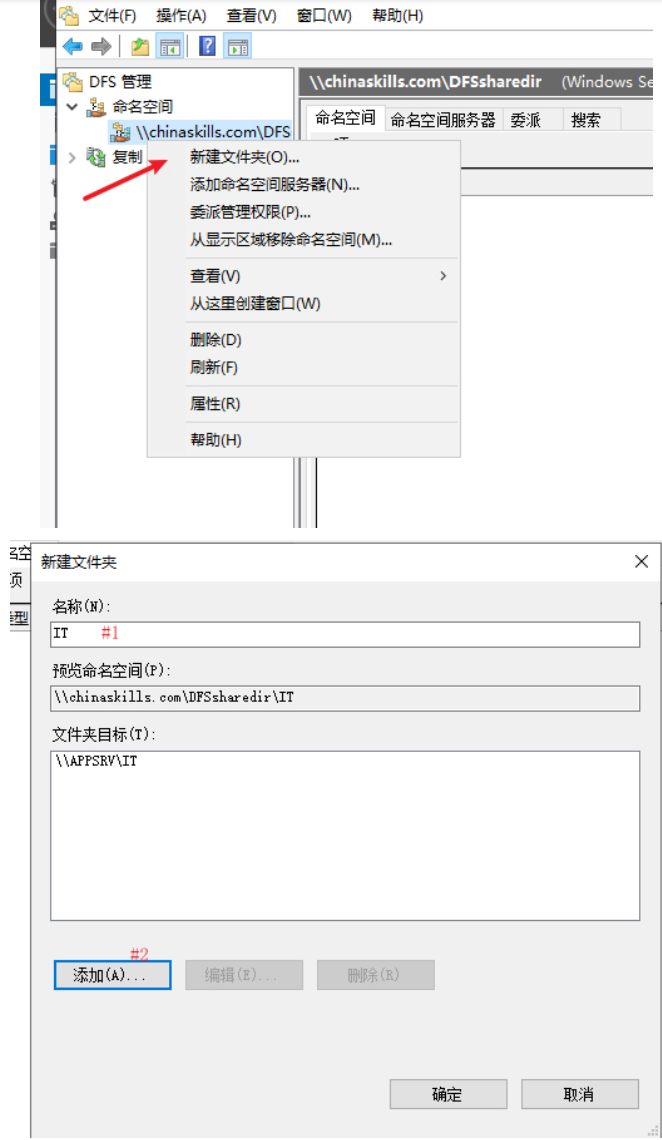 文件(F) 操作(A) 查看(V) 窗口(W) 帮助(H)
DFS 管理
命名空间
\\chinaskills.com\DFS
复制
\\chinaskills.com\DFSsharedir (Windows Se
命名空间 命名空间服务器 委派 搜索
新建文件夹(O)...
添加命名空间服务器(N)...
委派管理权限(P)...
从显示区域移除命名空间(M)...
查看(V)
从这里创建窗口(W)
删除(D)
刷新(F)
属性(R)
帮助(H)
名空
项
类型
新建文件夹
名称(N):
IT #1
预览命名空间(P):
\\chinaskills.com\DFSsharedir\IT
文件夹目标(T):
\\APPSRV\IT
#2
添加(A)... 编辑(E)... 删除(R)
确定 取消